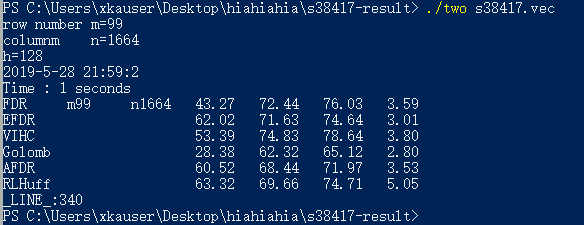 PS C:\Users\xkauser\Desktop\hiahiahia\s38417-result> ./two s38417.vec
row number m=99
columnm    n=1664
h=128
2019-5-28 21:59:2
Time : 1 seconds
FDR     m99     n1664   43.27   72.44   76.03   3.59
EFDR                    62.02   71.63   74.64   3.01
VIHC                    53.39   74.83   78.64   3.80
Golomb                  28.38   62.32   65.12   2.80
AFDR                    60.52   68.44   71.97   3.53
RLHuff                  63.32   69.66   74.71   5.05
_LINE_:340
PS C:\Users\xkauser\Desktop\hiahiahia\s38417-result>